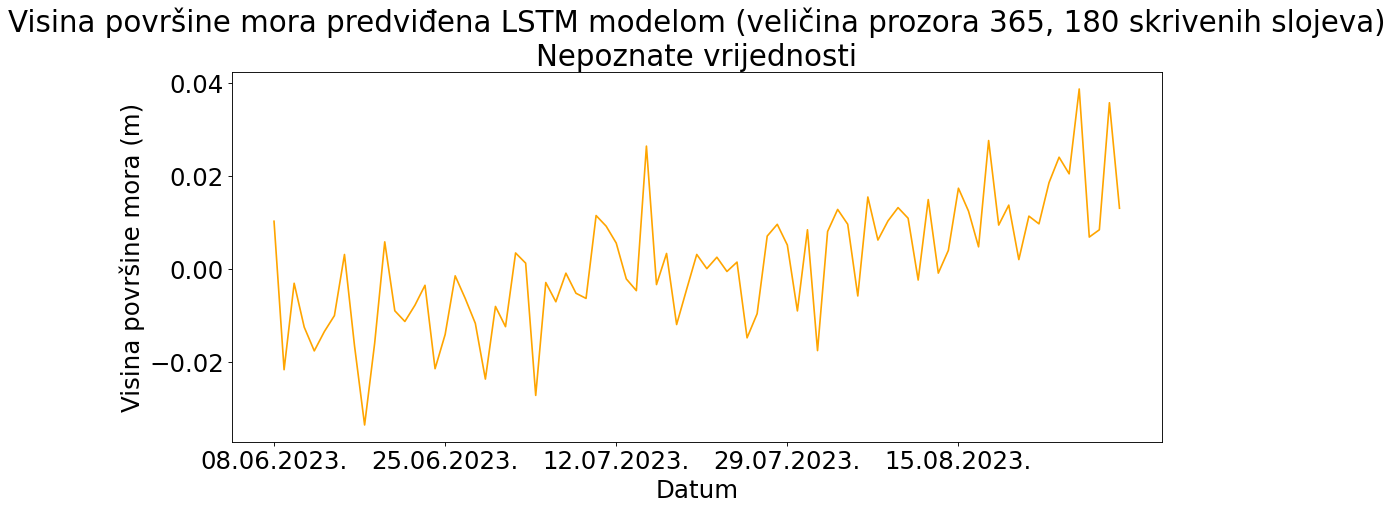 Visina površine mora predviđena LSTM modelom (veličina prozora 365, 180 skrivenih slojeva)
Nepoznate vrijednosti
Visina površine mora (m)
0.04
0.02
0.00
−0.02
08.06.2023. 25.06.2023. 12.07.2023. 29.07.2023. 15.08.2023.
Datum